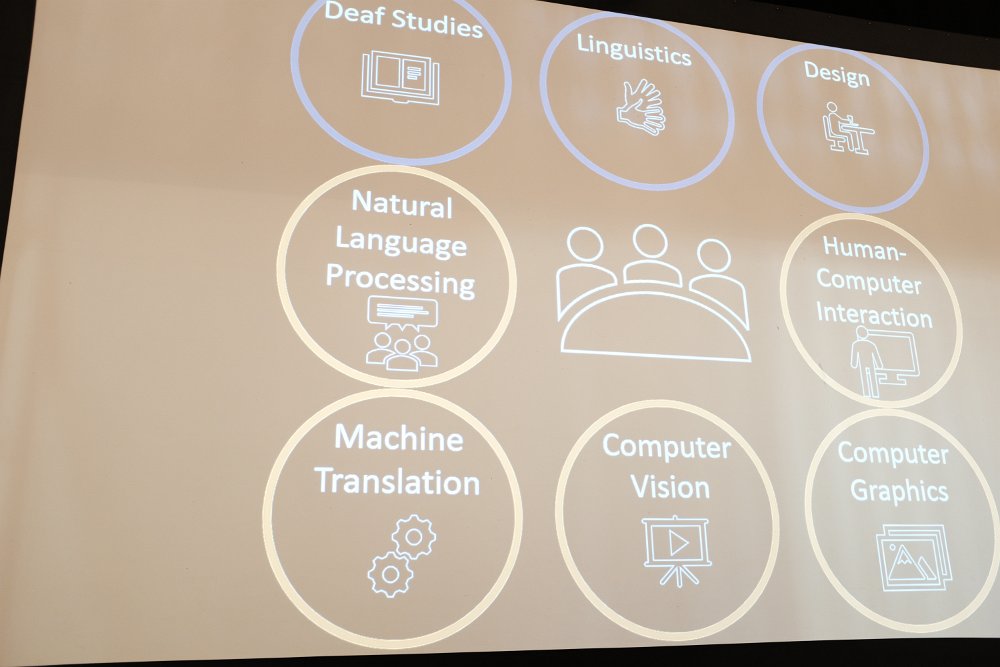 Deaf Studies
Linguistics
Design
Natural
Language
Processing
Human-
Computer
Interaction
Machine
Translation
Computer
Vision
Computer
Graphics